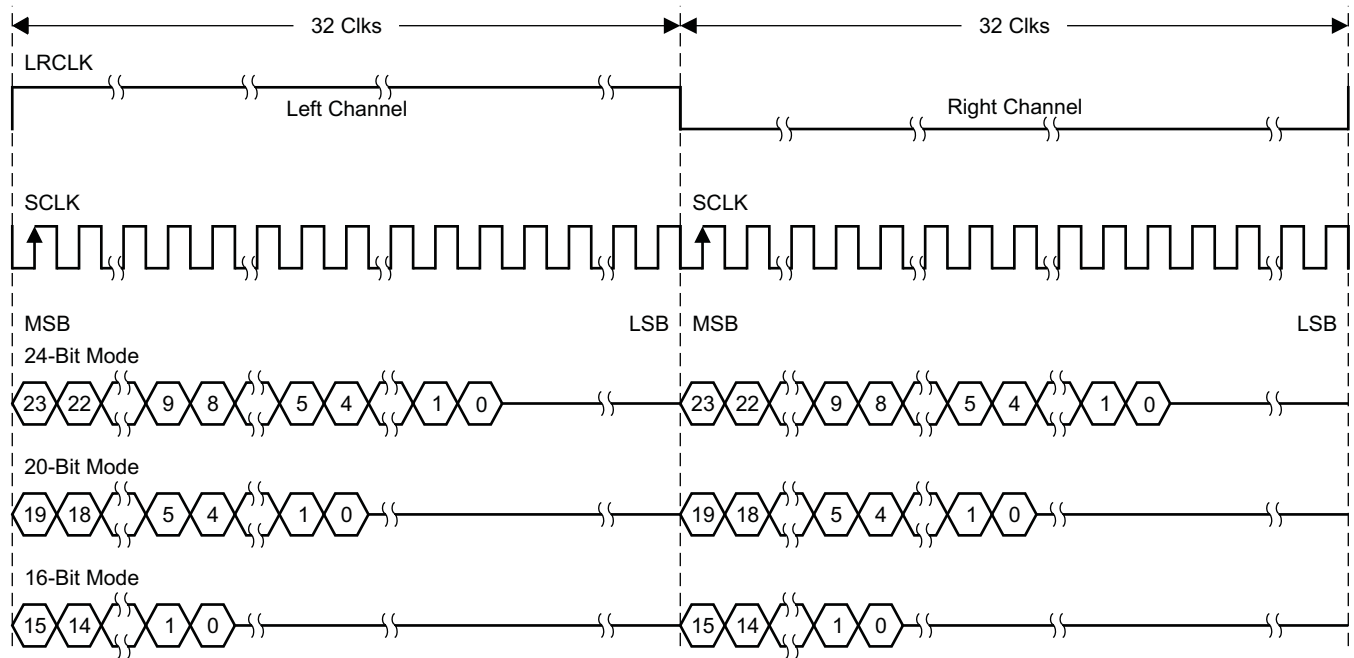 32 Clks 32 Clks
LRCLK
Left Channel Right Channel
SCLK SCLK
MSB LSB MSB LSB
24-Bit Mode
23 22 9 8 5 4 1 0 23 22 9 8 5 4 1 0
20-Bit Mode
19 18 5 4 1 0 19 18 5 4 1 0
16-Bit Mode
15 14 1 0 15 14 1 0